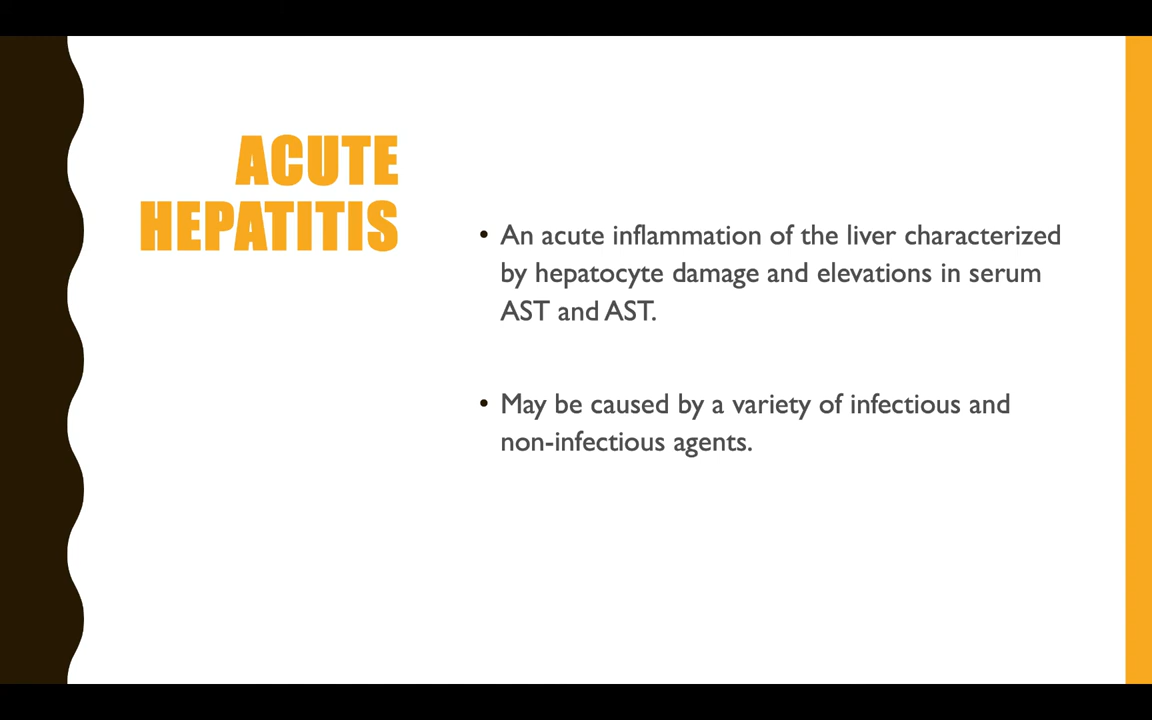 ACUTE
HEPATITIS
• An acute inflammation of the liver characterized
by hepatocyte damage and elevations in serum
AST and AST.
• May be caused by a variety of infectious and
non-infectious agents.